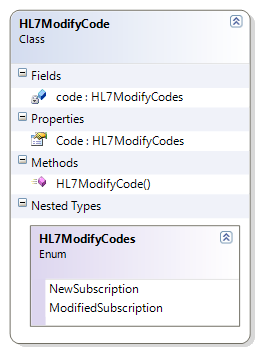 HL7ModifyCode
Class
Fields
code : HL7ModifyCodes
Properties
Code : HL7ModifyCodes
Methods
HL7ModifyCode()
Nested Types
HL7ModifyCodes
Enum
NewSubscription
ModifiedSubscription